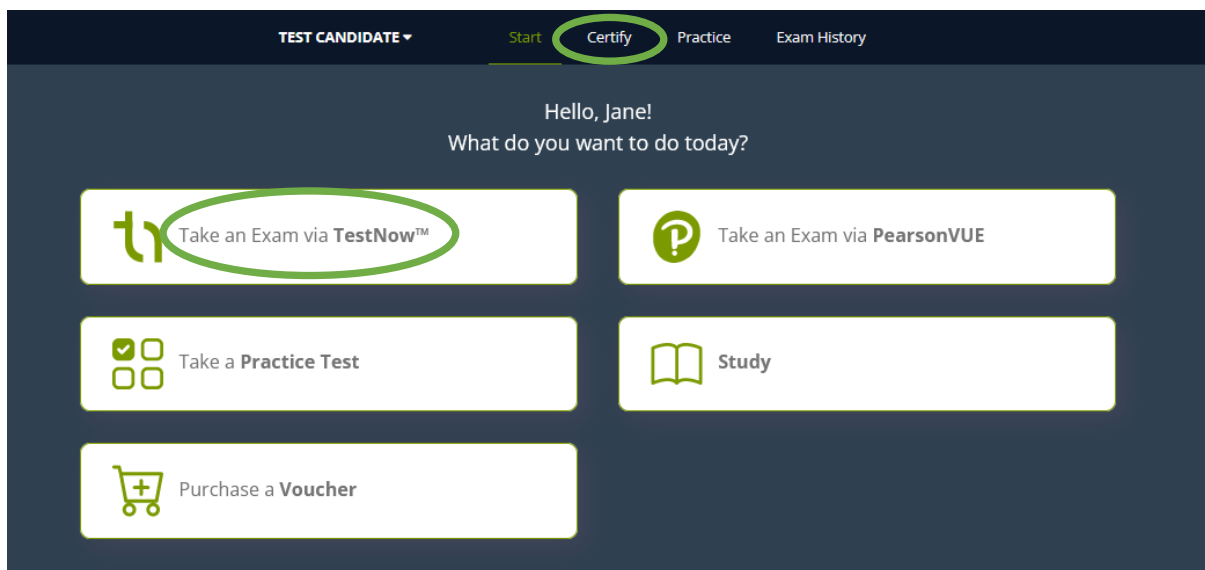 TEST CANDIDATE Start Certify Practice Exam History
Hello, Jane!
What do you want to do today?
Take an Exam via TestNow™
Take an Exam via PearsonVUE
Take a Practice Test
Study
Purchase a Voucher